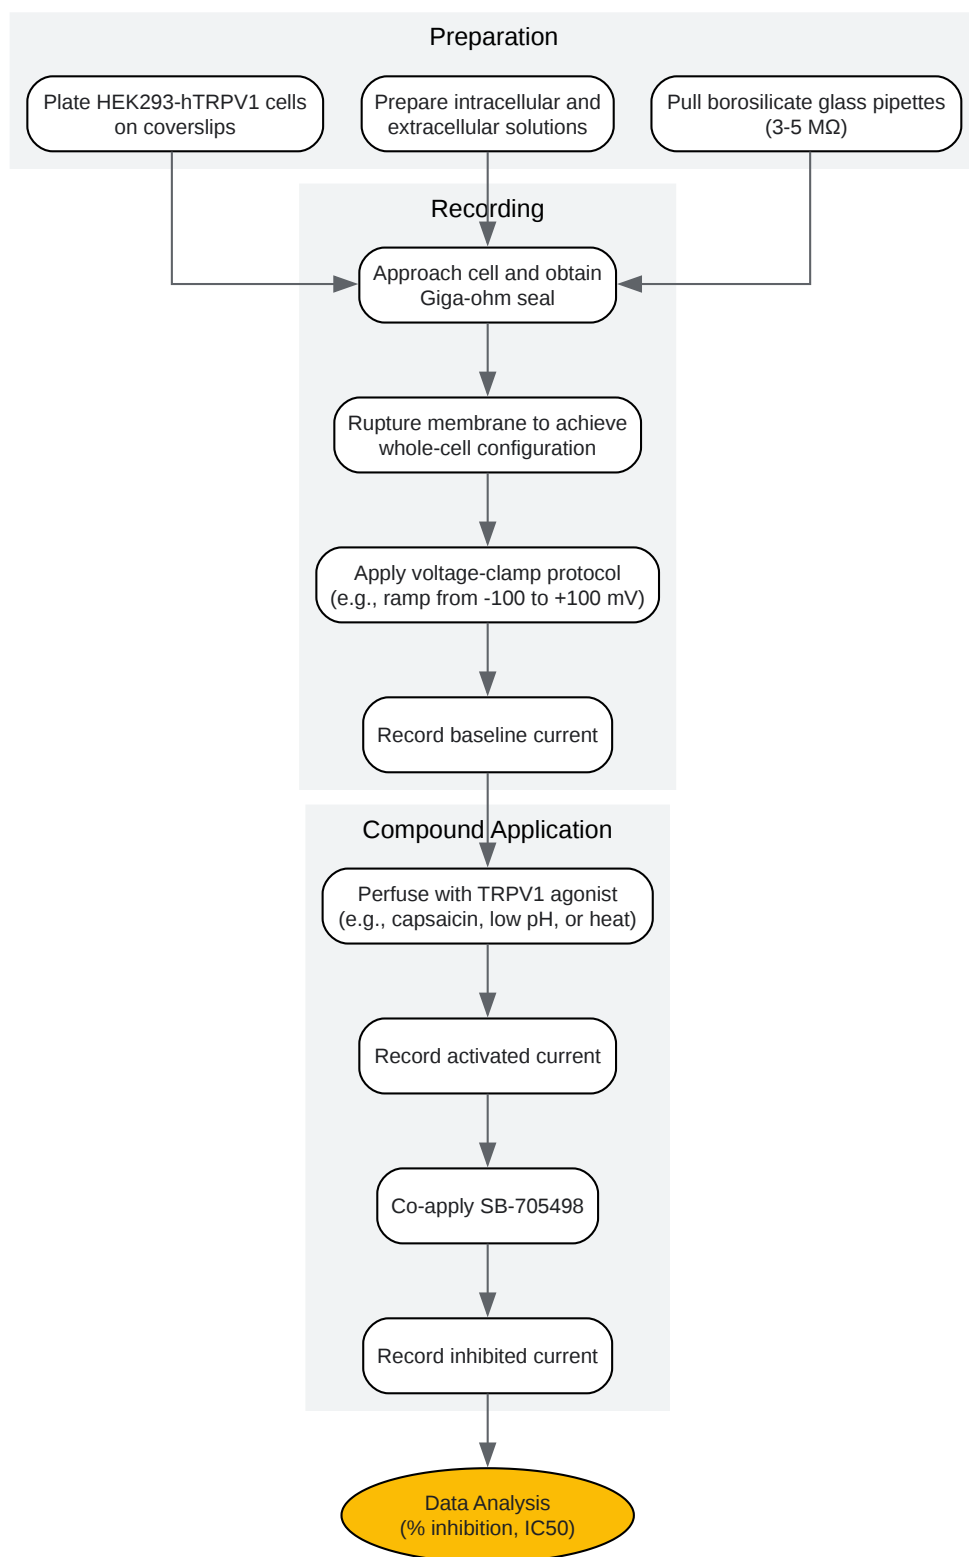 Preparation
Plate HEK293-hTRPV1 cells
on coverslips
Prepare intracellular and
extracellular solutions
Pull borosilicate glass pipettes
(3-5 MΩ)
Recording
Approach cell and obtain
Giga-ohm seal
Rupture membrane to achieve
whole-cell configuration
Apply voltage-clamp protocol
(e.g., ramp from -100 to +100 mV)
Record baseline current
Compound Application
Perfuse with TRPV1 agonist
(e.g., capsaicin, low pH, or heat)
Record activated current
Co-apply SB-705498
Record inhibited current
Data Analysis
(% inhibition, IC50)